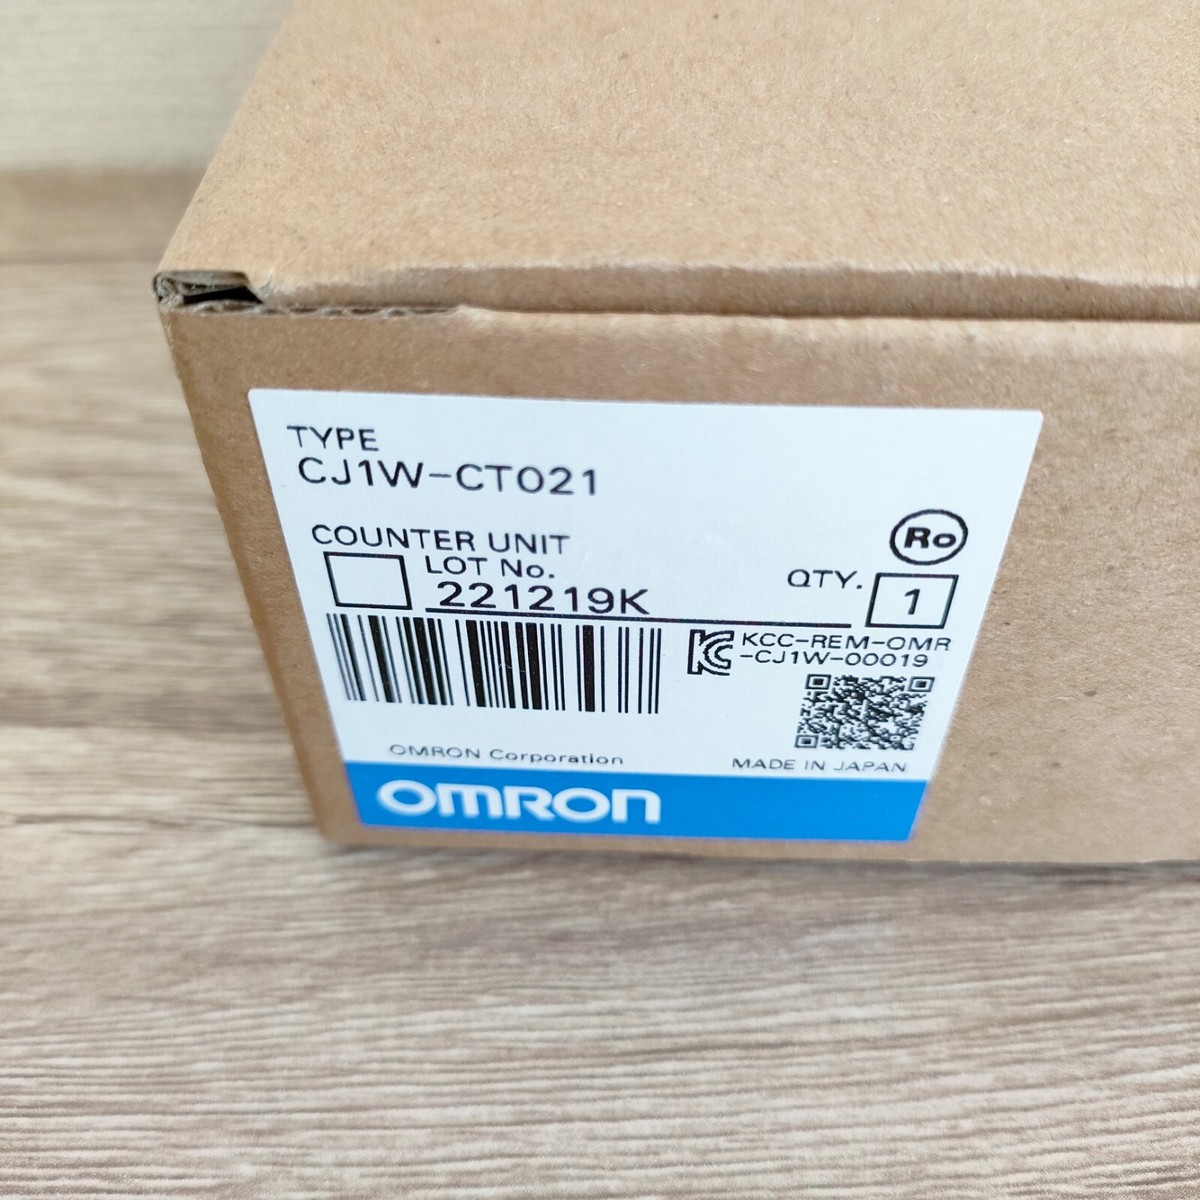 TYPE
CJ1W-CT021
COUNTER UNIT
Ro
LOT No.
221219K
QTY.
1
KC
KCC-REM-OMR
-CJ1W-00019
OMRON Corporation
MADE IN JAPAN
OMRON